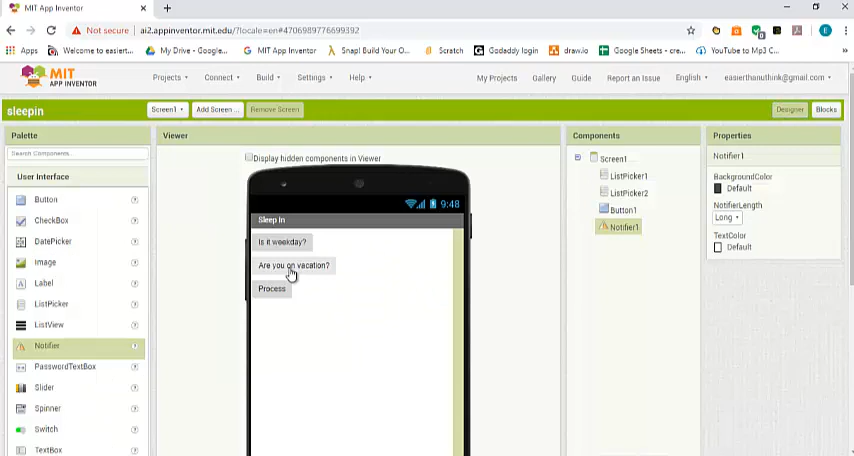 MIT App Inventor
Not secure | ai2.appinventor.mit.edu/?locale=en#4706989776699392
Apps
Welcome to easiert...
My Drive - Google...
MIT App Inventor
Snap! Build Your O...
Scratch
Godaddy login
draw.io
Google Sheets - cr...
YouTube to Mp3 C...
MIT
APP INVENTOR
Projects
Connect
Build
Settings
Help
My Projects
Gallery
Guide
Report an Issue
English
easierthanuthink@gmail.com
sleepin
Screen1
Add Screen ...
Remove Screen
Designer
Blocks
Palette
Search Components...
User Interface
Button
CheckBox
DatePicker
Image
Label
ListPicker
ListView
Notifier
PasswordTextBox
Slider
Spinner
Switch
TextBox
Viewer
Display hidden components in Viewer
9:48
Sleep In
Is it weekday?
Are you on vacation?
Process
Components
Screen1
ListPicker1
ListPicker2
Button1
Notifier1
Properties
Notifier1
BackgroundColor
Default
NotifierLength
Long
TextColor
Default